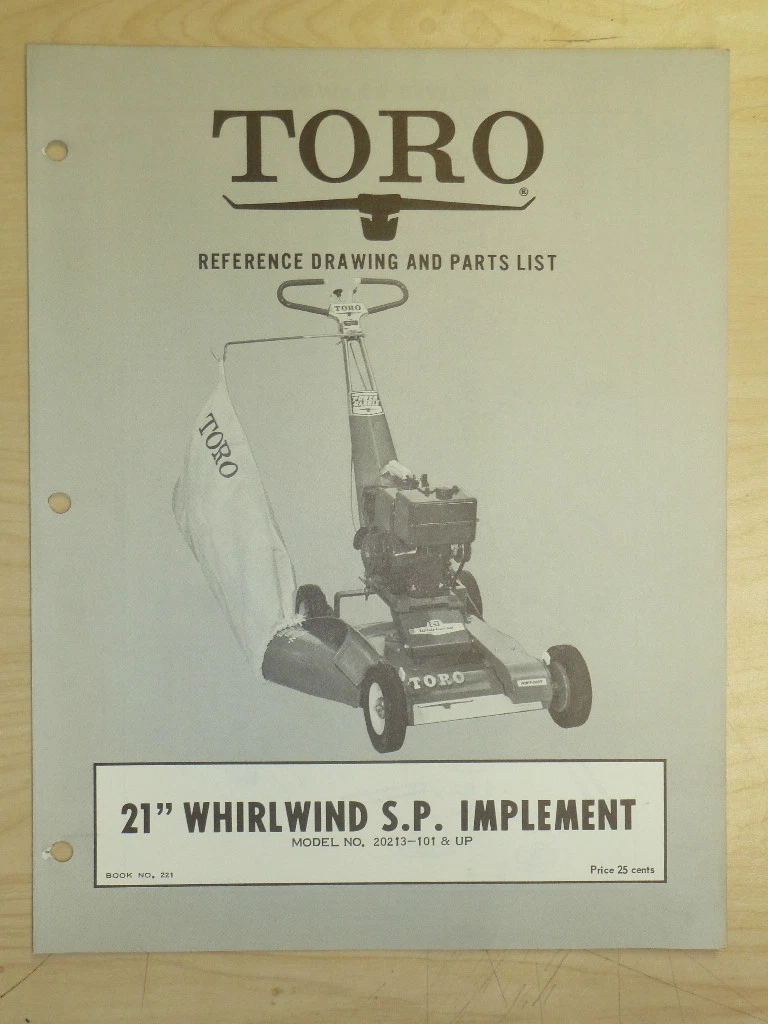 TORO
®
REFERENCE DRAWING AND PARTS LIST
TORO
TORO
TORO
21” WHIRLWIND S.P. IMPLEMENT
MODEL NO. 20213-101 & UP
BOOK NO. 221
Price 25 cents